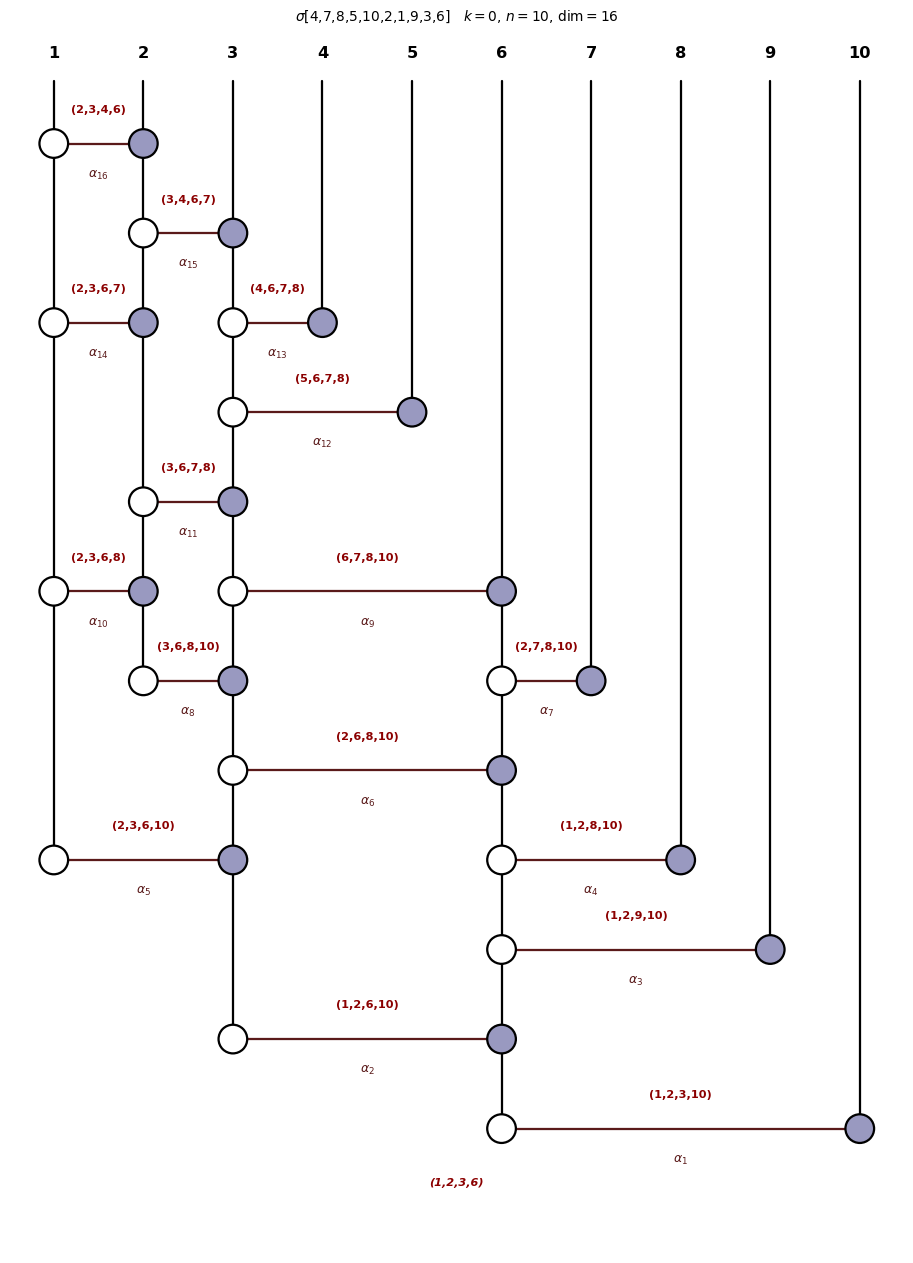 σ[4,7,8,5,10,2,1,9,3,6] k=0, n=10, dim=16
1 2 3 4 5 6 7 8 9 10
(2,3,4,6)
α16
(3,4,6,7)
α15
(2,3,6,7) (4,6,7,8)
α14 α13
(5,6,7,8)
α12
(3,6,7,8)
α11
(2,3,6,8) (6,7,8,10)
α10 α9
(3,6,8,10) (2,7,8,10)
α8 α7
(2,6,8,10)
α6
(2,3,6,10) (1,2,8,10)
α5 α4
(1,2,9,10)
α3
(1,2,6,10)
α2
(1,2,3,10)
α1
(1,2,3,6)